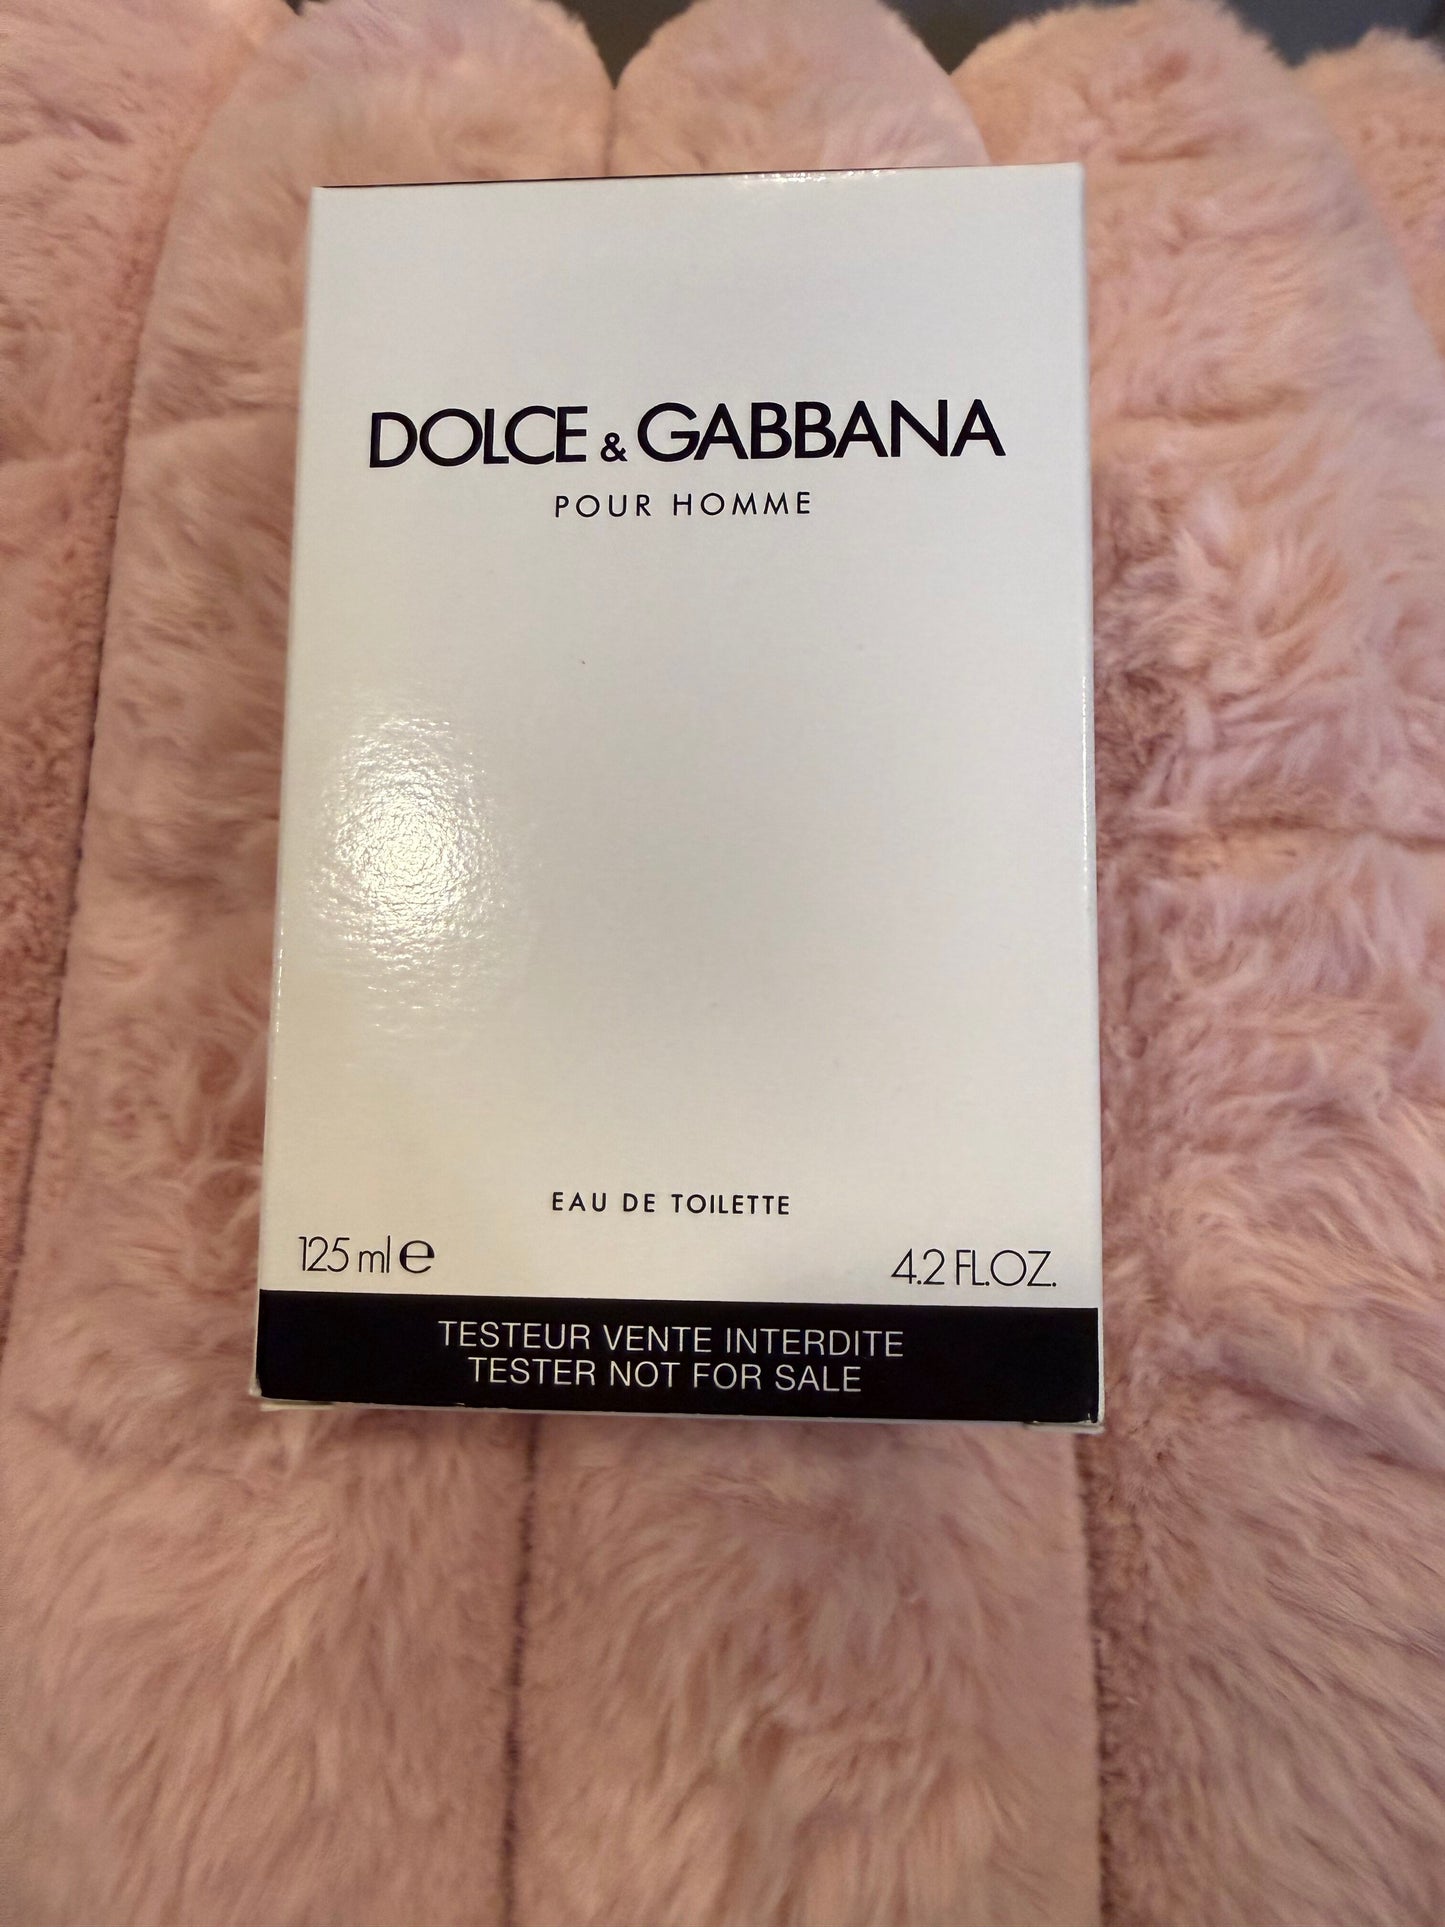 DOLCE & GABBANA
POUR HOMME
EAU DE TOILETTE
125 ml e
4.2 FL.OZ.
TESTEUR VENTE INTERDITE
TESTER NOT FOR SALE